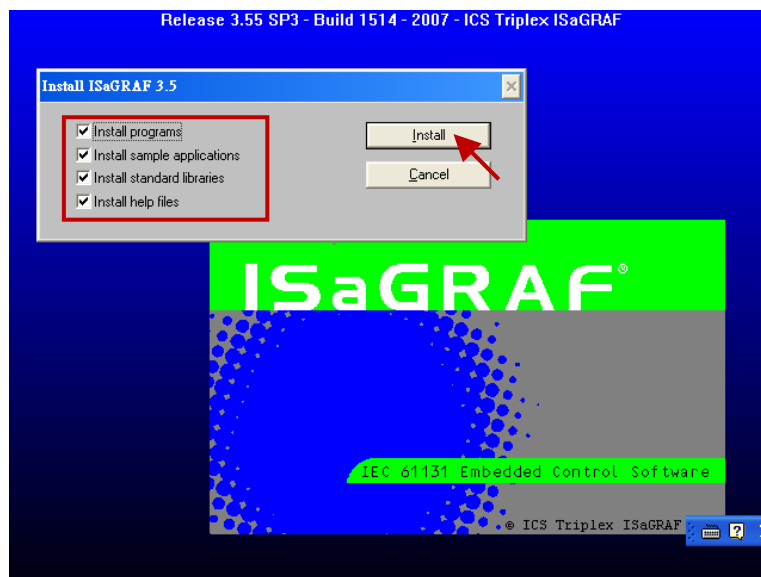 Release 3.55 SP3 - Build 1514 - 2007 - ICS Triplex ISaGRAF
Install ISaGRAF 3.5
Install programs
Install sample applications
Install standard libraries
Install help files
Install
Cancel
ISaGRAF®
IEC 61131 Embedded Control Software
© ICS Triplex ISaGRAF